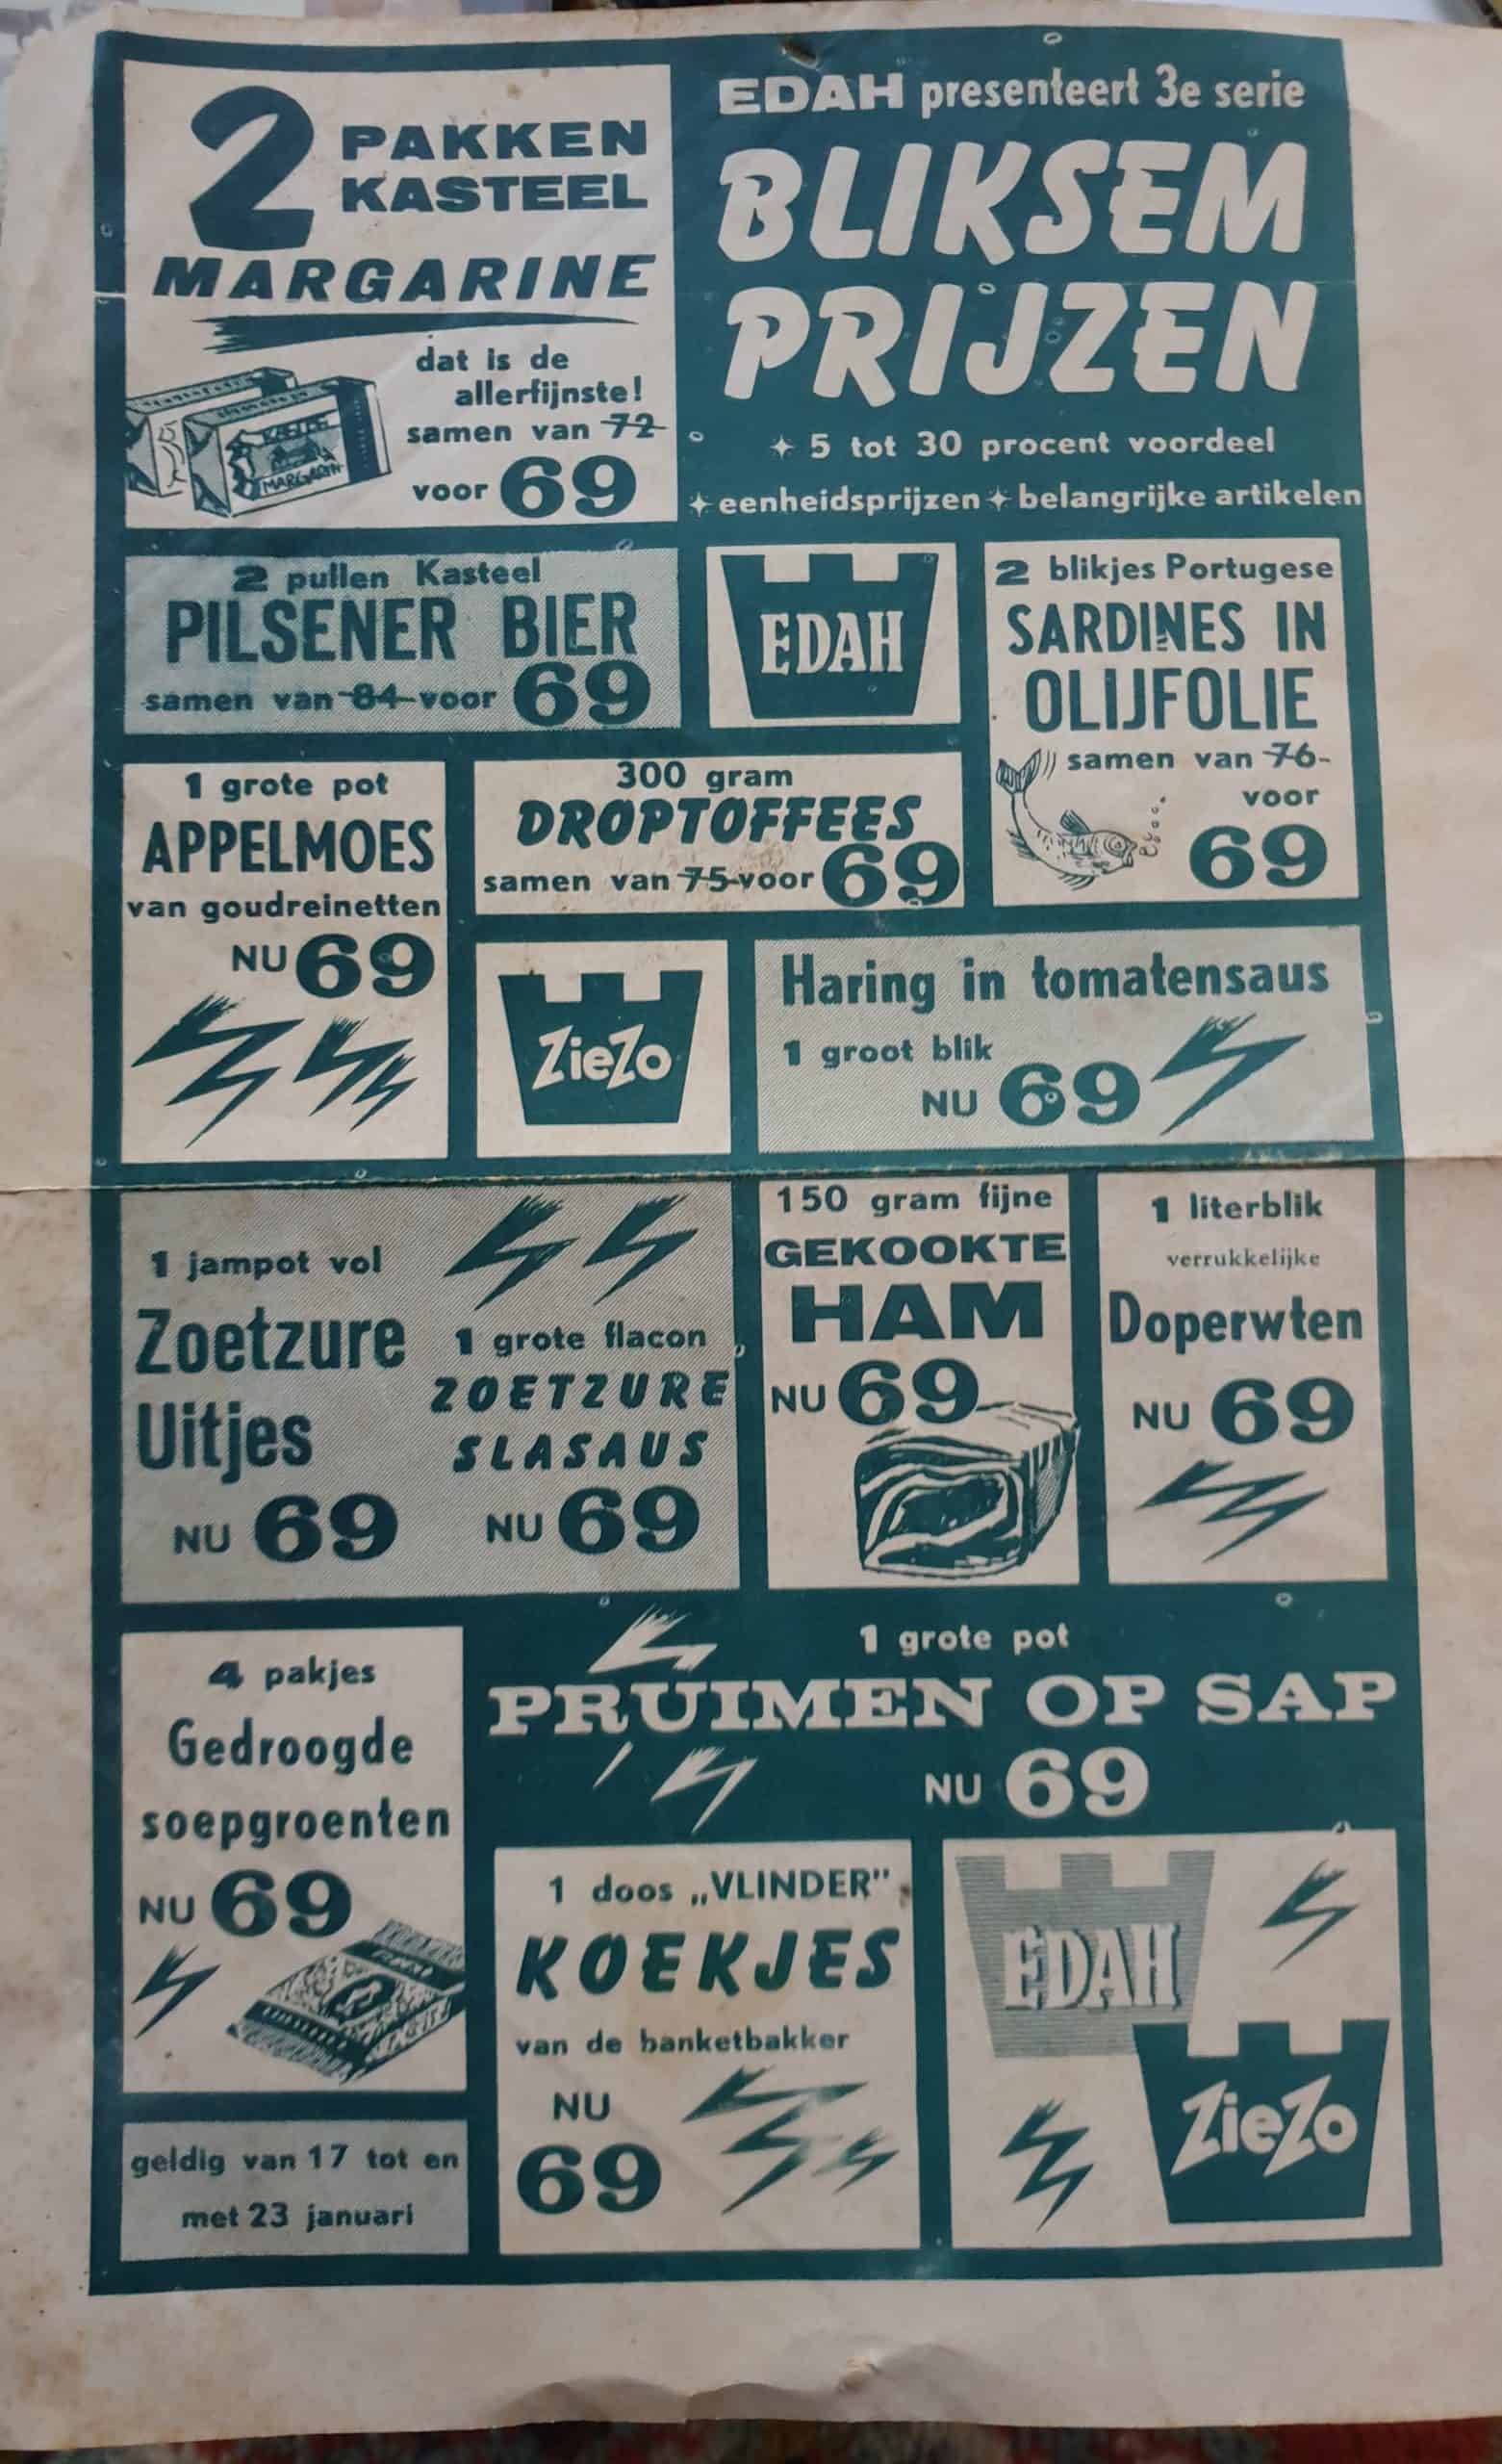 2 PAKKEN
KASTEEL
MARGARINE
dat is de
allerfijnste!
samen van 72
voor 69
MARGARIN
EDAH presenteert 3e serie
BLIKSEM
PRIJZEN
5 tot 30 procent voordeel
eenheidsprijzen belangrijke artikelen
2 pullen Kasteel
PILSENER BIER
samen van 84 voor 69
EDAH
2 blikjes Portugese
SARDINES IN
OLIJFOLIE
samen van 76
voor
69
1 grote pot
APPELMOES
van goudreinetten
NU 69
300 gram
DROPTOFFEES
samen van 75 voor 69
ZieZo
Haring in tomatensaus
1 groot blik
NU 69
1 jampot vol
Zoetzure
Uitjes
NU 69
1 grote flacon
ZOETZURE
SLASAUS
NU 69
150 gram fijne
GEKOOKTE
HAM
NU 69
1 literblik
verrukkelijke
Doperwten
NU 69
4 pakjes
Gedroogde
soepgroenten
NU 69
1 grote pot
PRUIMEN OP SAP
NU 69
1 doos „VLINDER"
KOEKJES
van de banketbakker
NU
69
EDAH
ZieZo
geldig van 17 tot en
met 23 januari